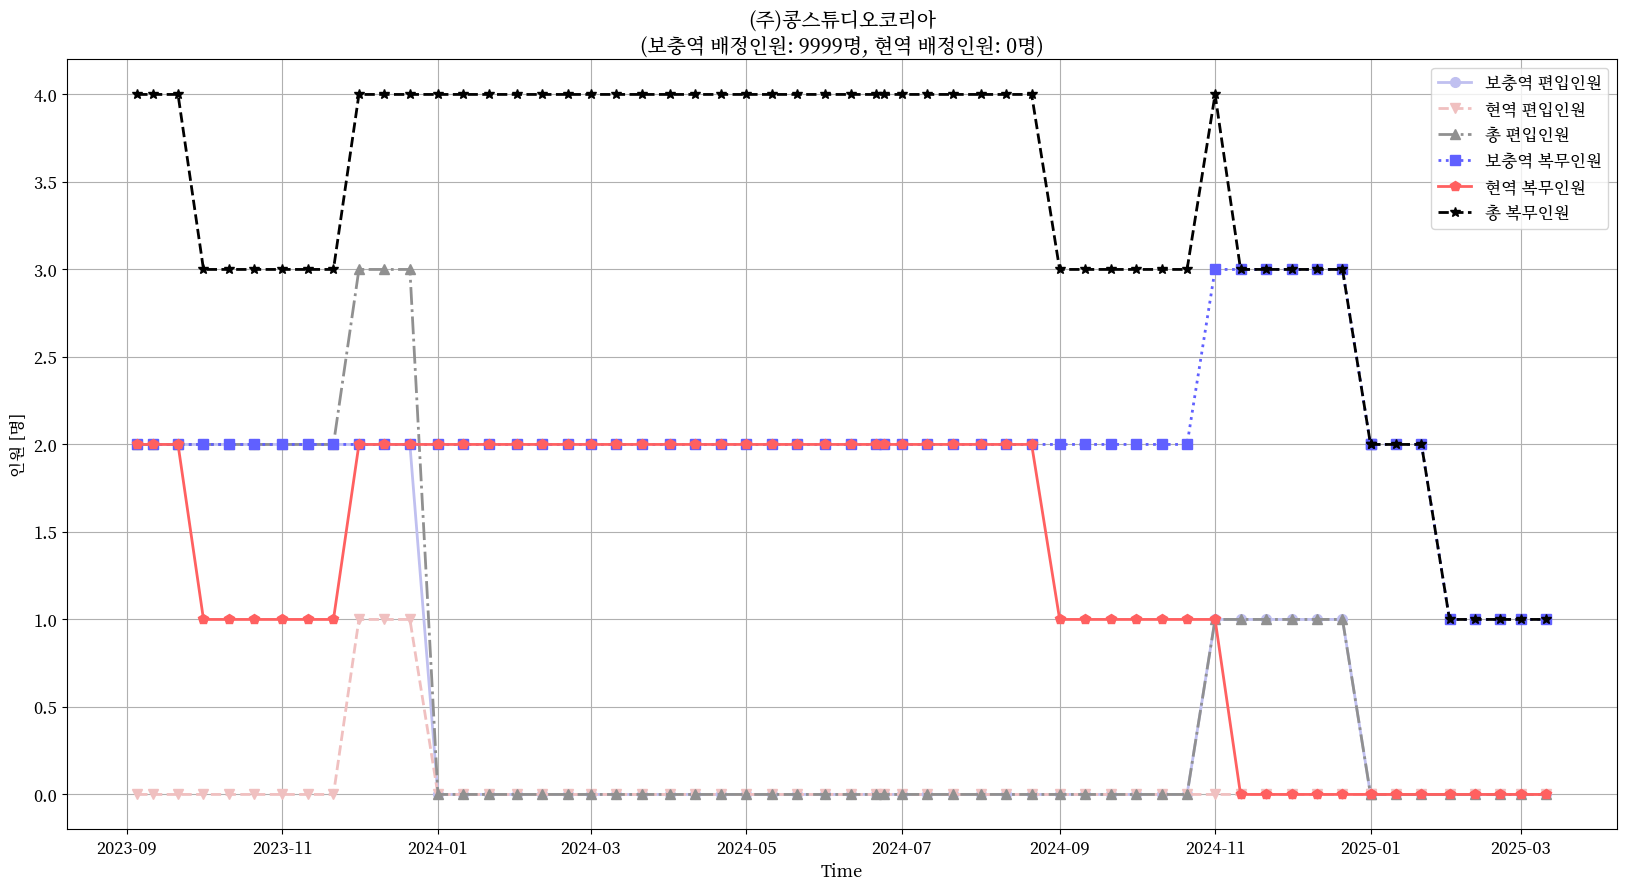 (주)콩스튜디오코리아
(보충역 배정인원: 9999명, 현역 배정인원: 0명)
보충역 편입인원
현역 편입인원
총 편입인원
보충역 복무인원
현역 복무인원
총 복무인원
인원 [명]
4.0
3.5
3.0
2.5
2.0
1.5
1.0
0.5
0.0
2023-09 2023-11 2024-01 2024-03 2024-05 2024-07 2024-09 2024-11 2025-01 2025-03
Time